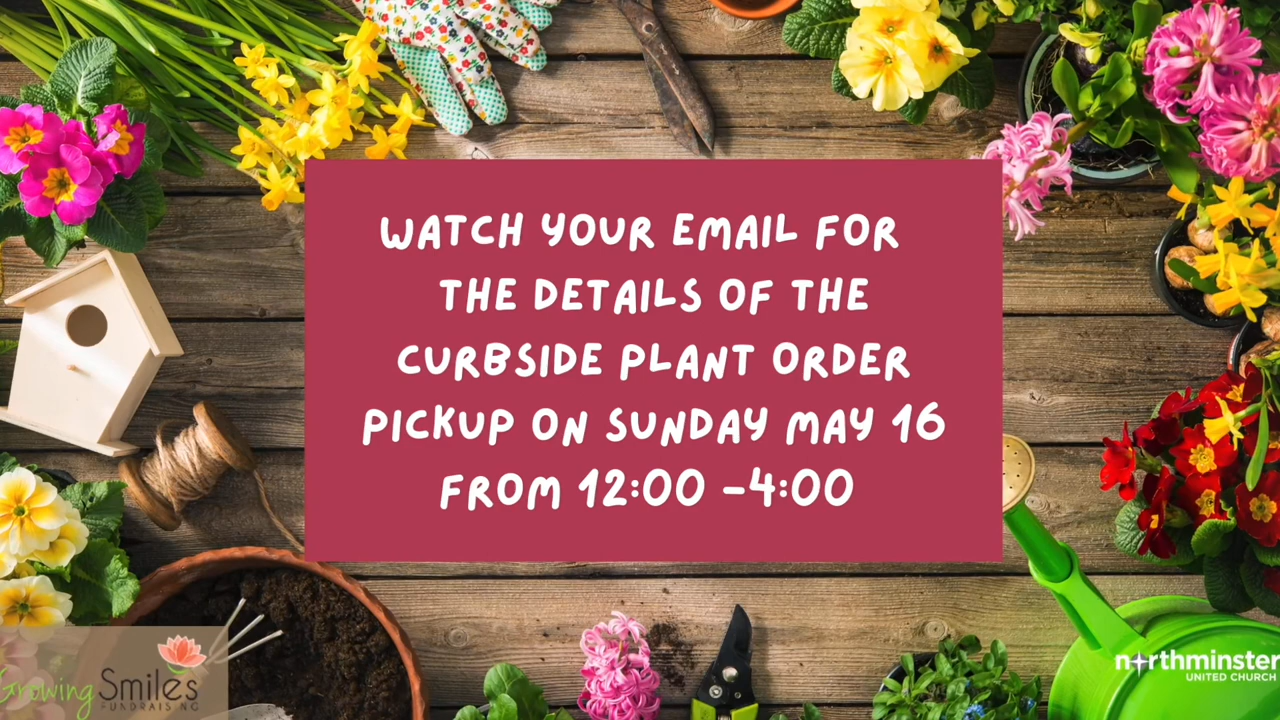 WATCH YOUR EMAIL FOR
THE DETAILS OF THE
CURBSIDE PLANT ORDER
PICKUP ON SUNDAY MAY 16
FROM 12:00 -4:00
Growing Smiles
FUNDRAISING
northminster
UNITED CHURCH